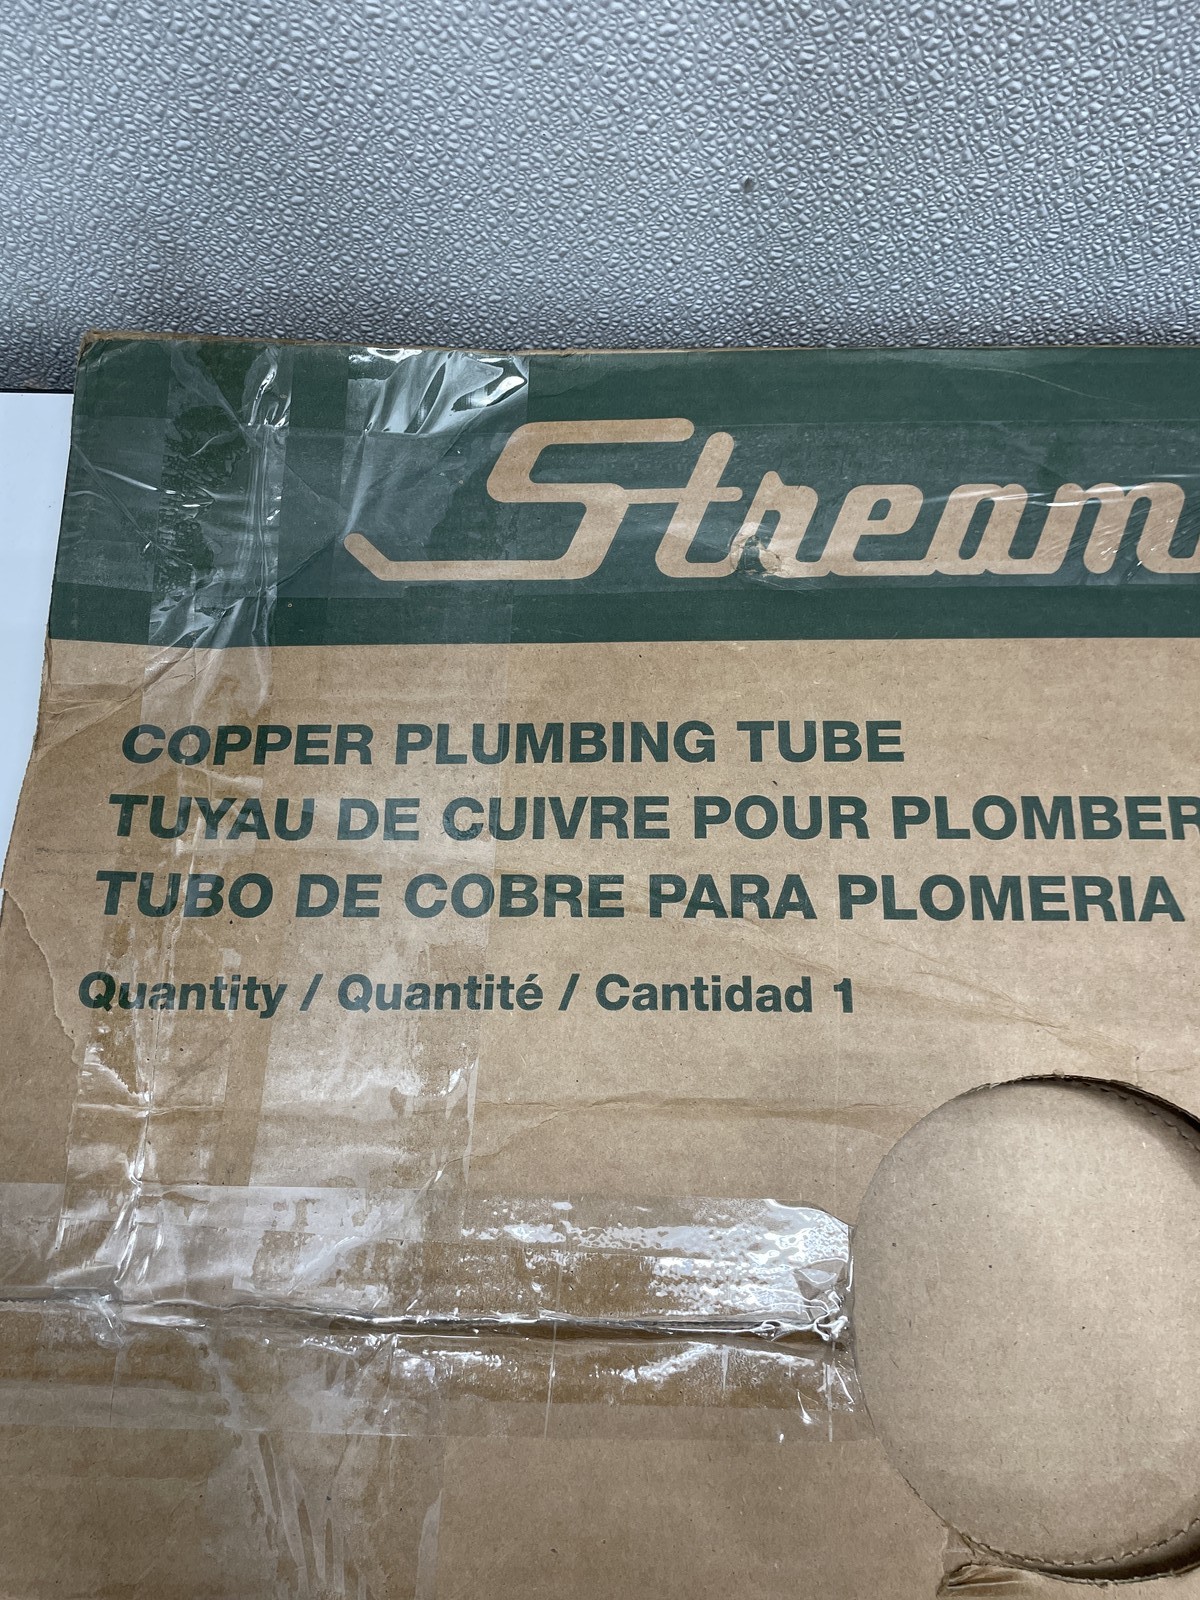 Stream
COPPER PLUMBING TUBE
TUYAU DE CUIVRE POUR PLOMBER
TUBO DE COBRE PARA PLOMERIA
Quantity / Quantité / Cantidad 1